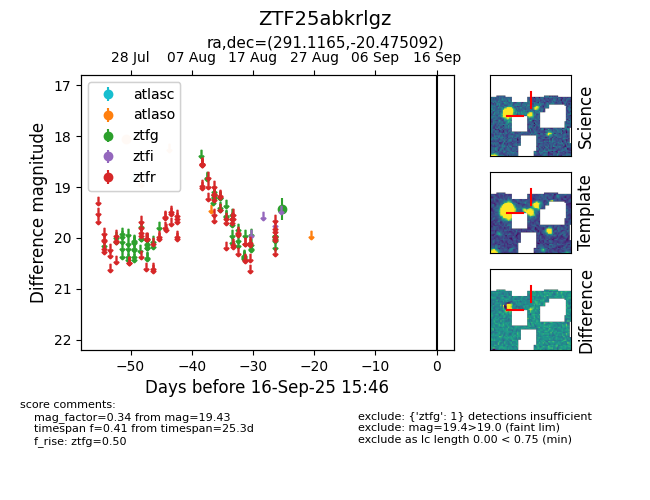 ZTF25abkrlgz
ra,dec=(291.1165,-20.475092)
28 Jul 07 Aug 17 Aug 27 Aug 06 Sep 16 Sep
17
18
19
20
21
22
Difference magnitude
atlasc
atlaso
ztfg
ztfi
ztfr
−50 −40 −30 −20 −10 0
Days before 16-Sep-25 15:46
Science
Template
Difference
score comments:
mag_factor=0.34 from mag=19.43
timespan f=0.41 from timespan=25.3d
f_rise: ztfg=0.50
exclude: {'ztfg': 1} detections insufficient
exclude: mag=19.4>19.0 (faint lim)
exclude as lc length 0.00 < 0.75 (min)